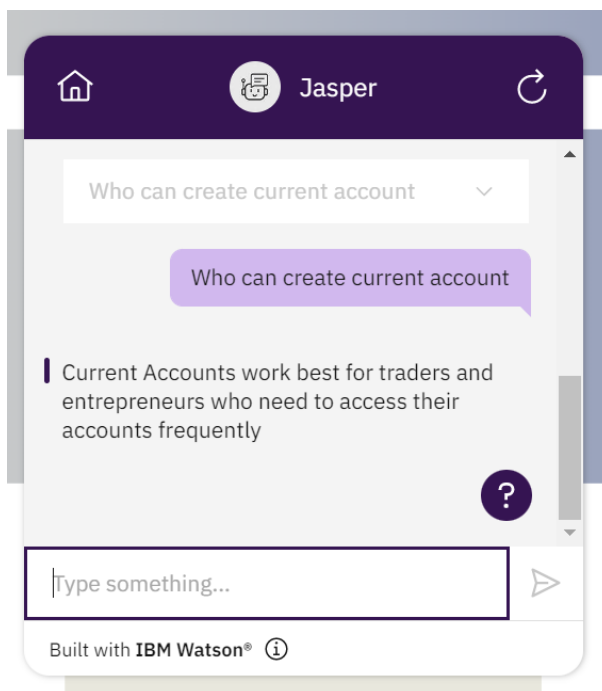 Jasper
Who can create current account
Who can create current account
Current Accounts work best for traders and
entrepreneurs who need to access their
accounts frequently
?
Type something...
Built with IBM Watson®